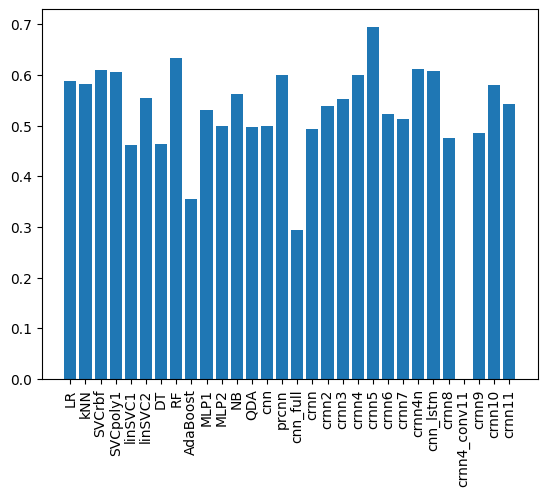 0.7
0.6
0.5
0.4
0.3
0.2
0.1
0.0
LR
kNN
SVCrbf
SVCpoly1
linSVC1
linSVC2
DT
RF
AdaBoost
MLP1
MLP2
NB
QDA
cnn
prcnn
cnn_full
crnn
crnn2
crnn3
crnn4
crnn5
crnn6
crnn7
crnn4n
cnn_lstm
crnn8
crnn4_conv11
crnn9
crnn10
crnn11